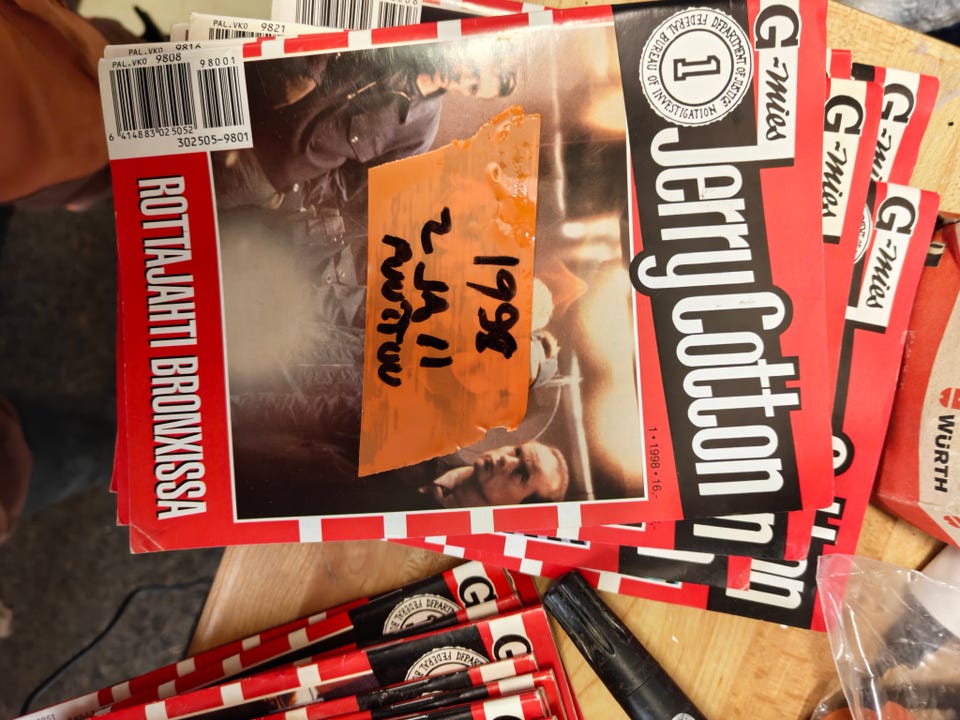 G-mies
Jerry Cotton
1
DEPARTMENT OF JUSTICE
FEDERAL BUREAU OF INVESTIGATION
1•1998•16,-
1998
2 JA 11
PUUTTUU
ROTTAJAHTI BRONXISSA
PAL.VKO 9808
98001
6 414883 025052
302505-9801
PAL.VKO 9816
9821
G-mies
G-mies
G-mies
WÜRTH